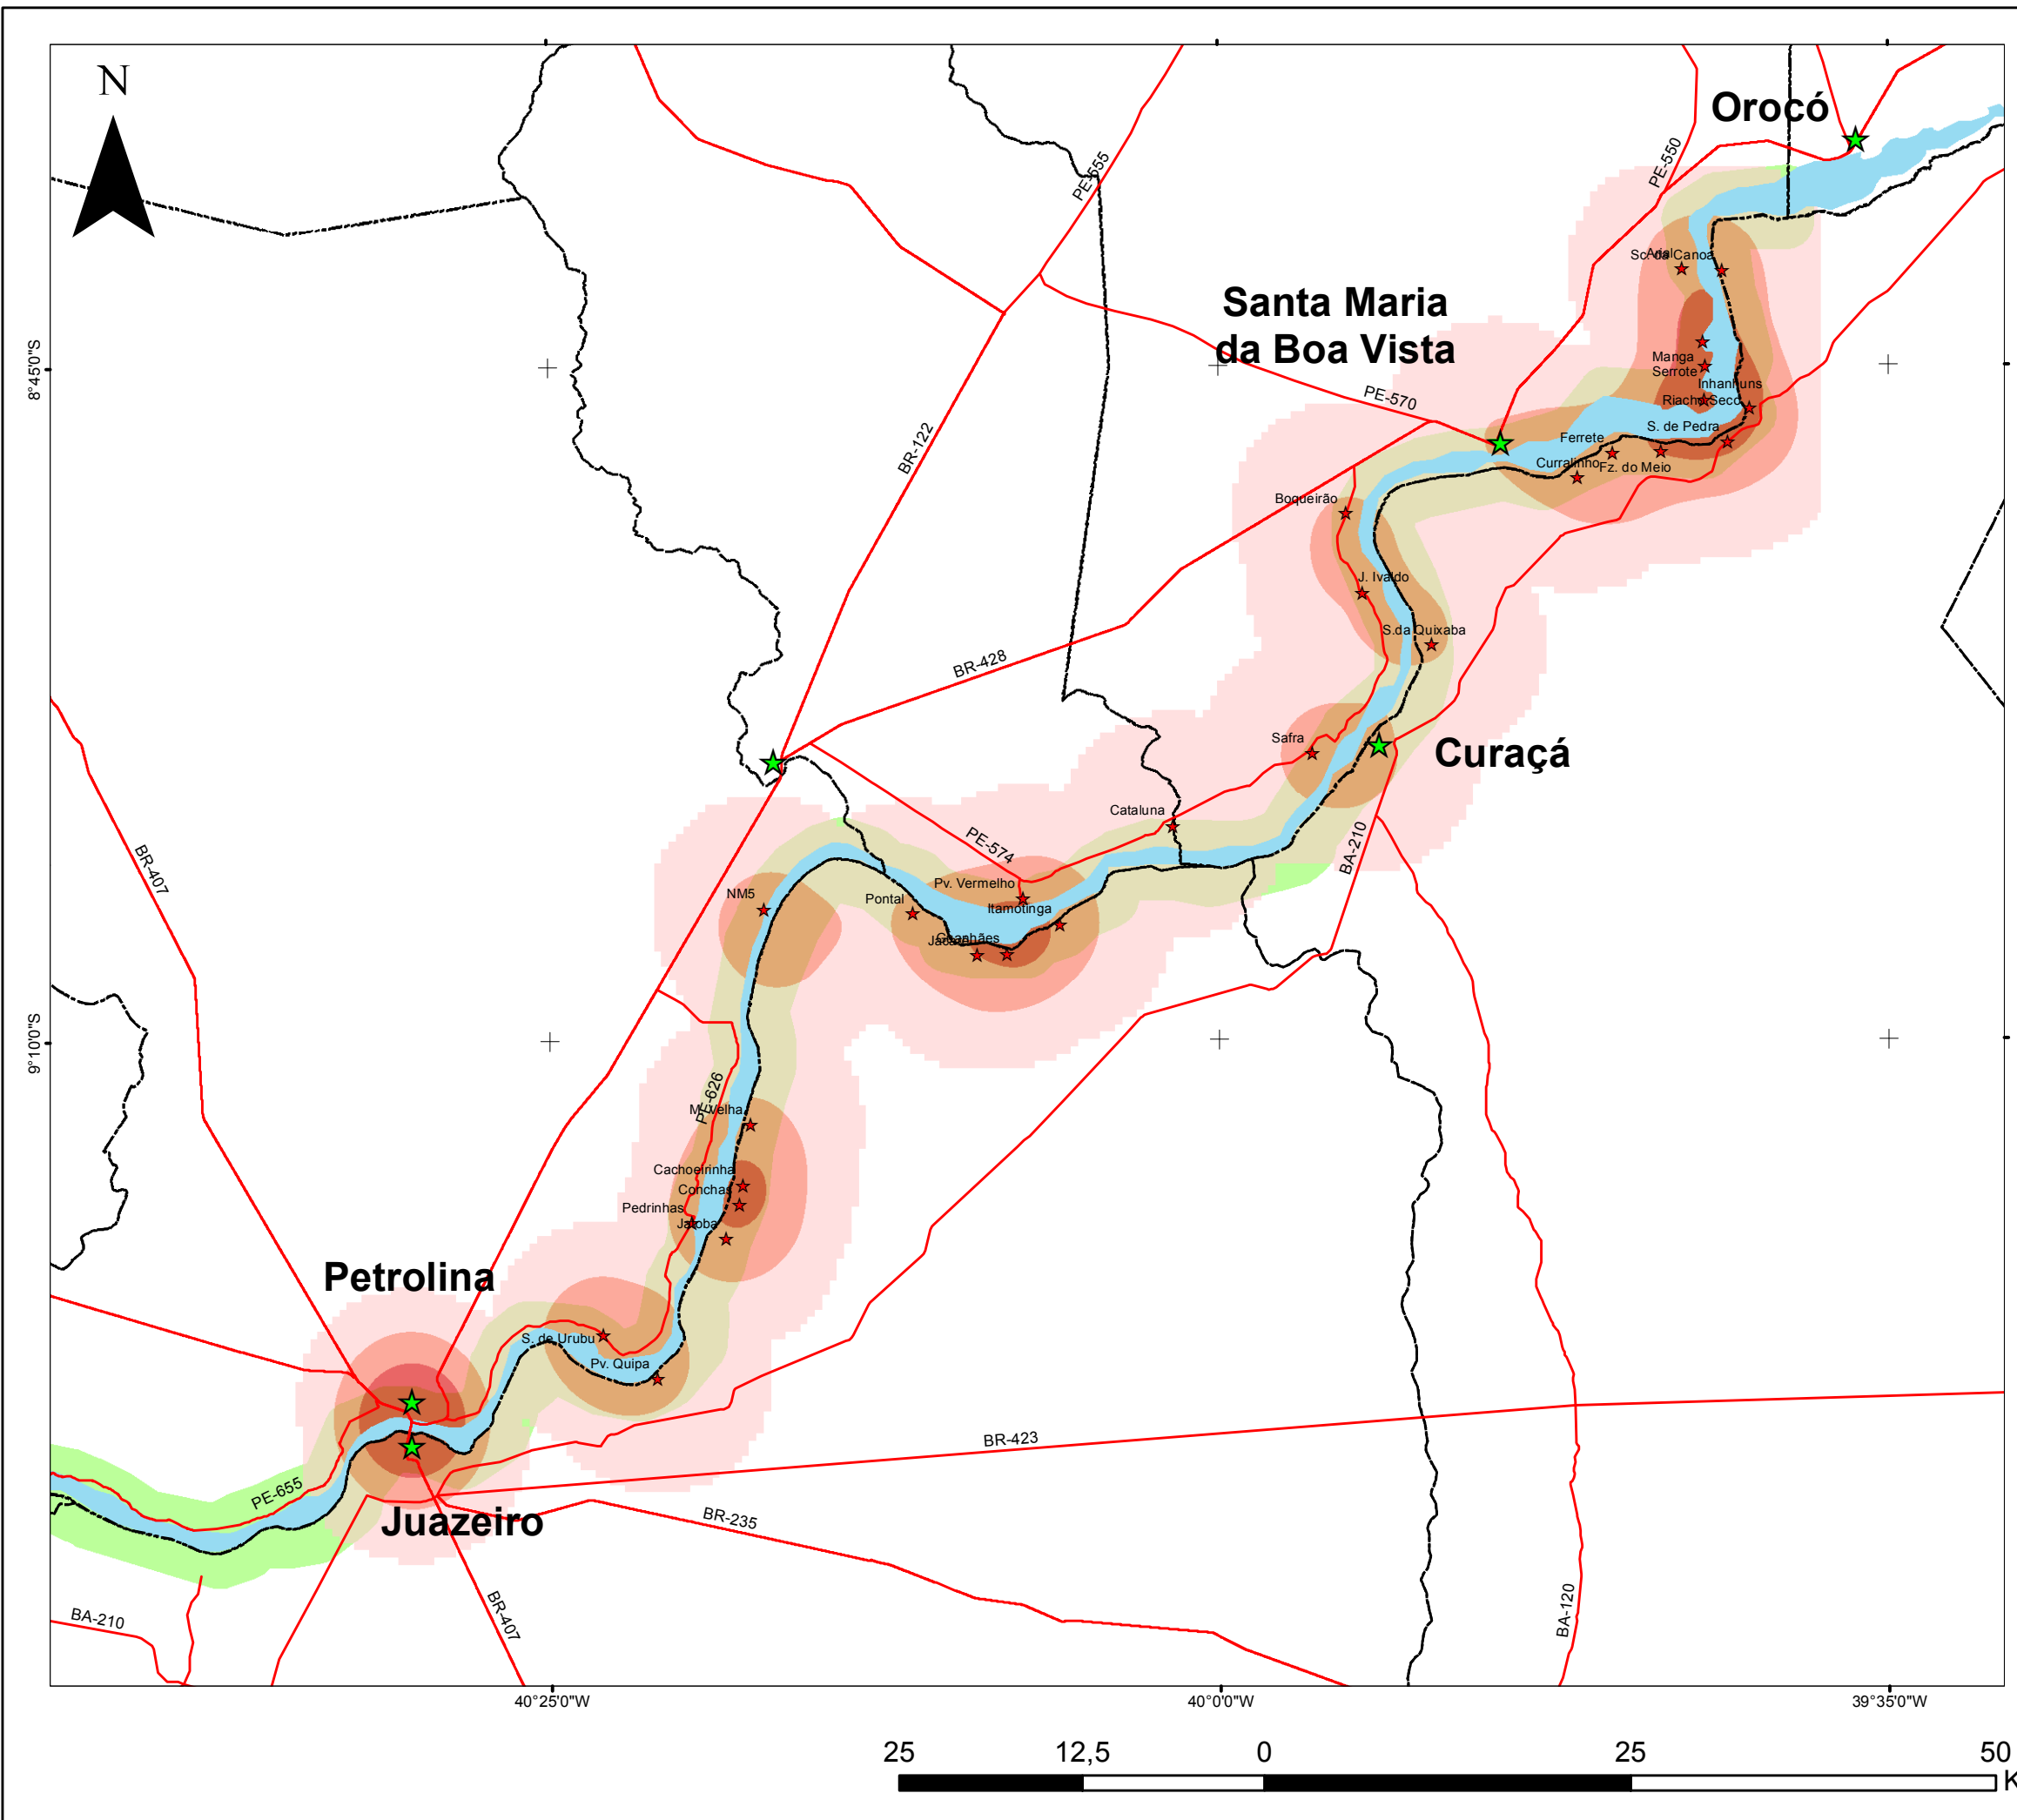 N
Orocó
PE-555
PE-550
Sc. da Canoa
Santa Maria
da Boa Vista
8°45'0"S
Manga
Serrote
Inhanhuns
PE-570
Riacho Seco
S. de Pedra
BR-122
Ferrete
Curralinho
Fz. do Meio
Boqueirão
J. Ivaldo
S.da Quixaba
BR-428
Safra
Curaçá
Cataluna
PE-574
BA-210
BR-407
NM5
Pontal
Pv. Vermelho
Itamotinga
9°10'0"S
PE-626
M. Velha
Cachoeirinha
Conchas
Pedrinhas
Jatoba
Petrolina
S. de Urubu
Pv. Quipa
BR-423
PE-655
Juazeiro
BR-235
BR-407
BA-210
BA-120
40°25'0"W
40°0'0"W
39°35'0"W
25
12,5
0
25
50
K